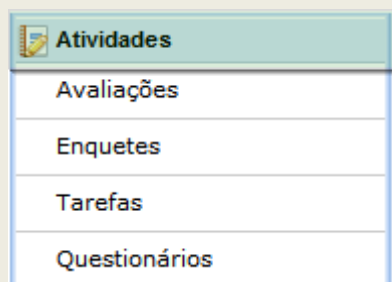 Atividades
Avaliações
Enquetes
Tarefas
Questionários